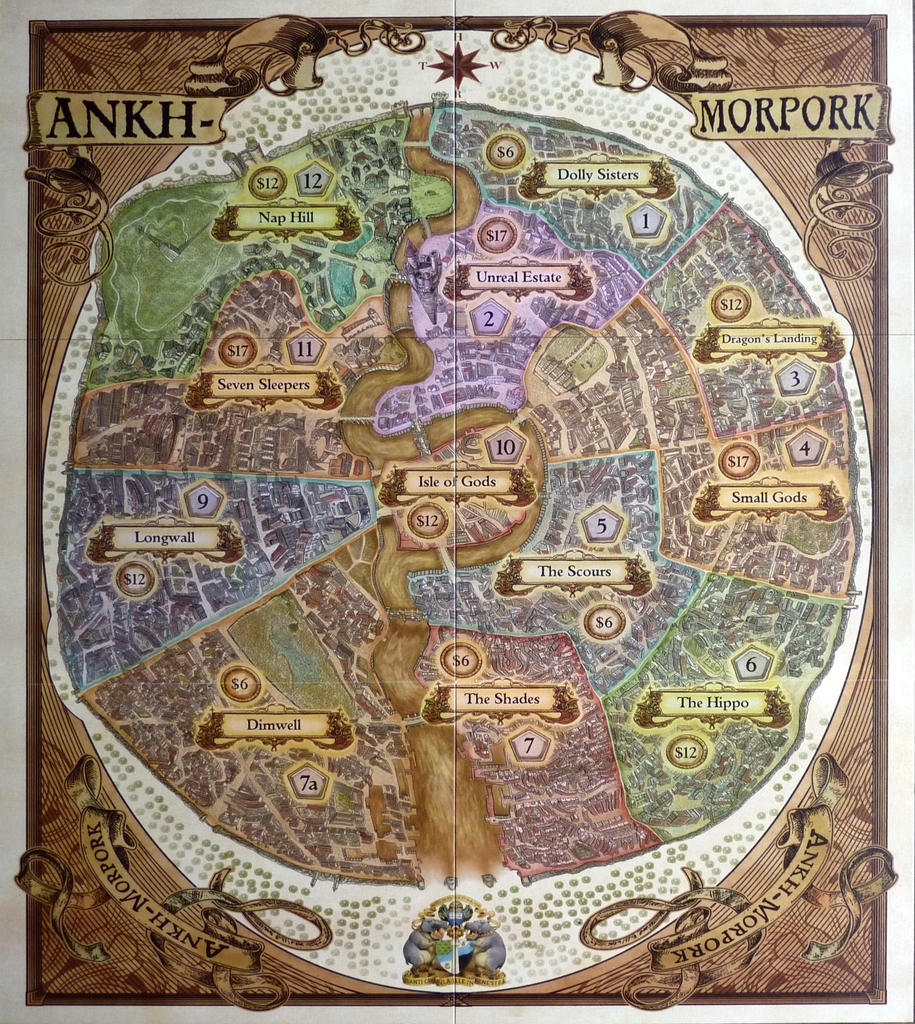 H
T W
R
ANKH-
MORPORK
$6
Dolly Sisters
1
$12 12
Nap Hill
$17
Unreal Estate
2
$12
Dragon's Landing
3
$17 11
Seven Sleepers
10
Isle of Gods
$12
4
$17
Small Gods
9
Longwall
$12
5
The Scours
$6
6
The Hippo
$12
$6
The Shades
7
$6
Dimwell
7a
ANKH-MORPORK
ANKH-MORPORK